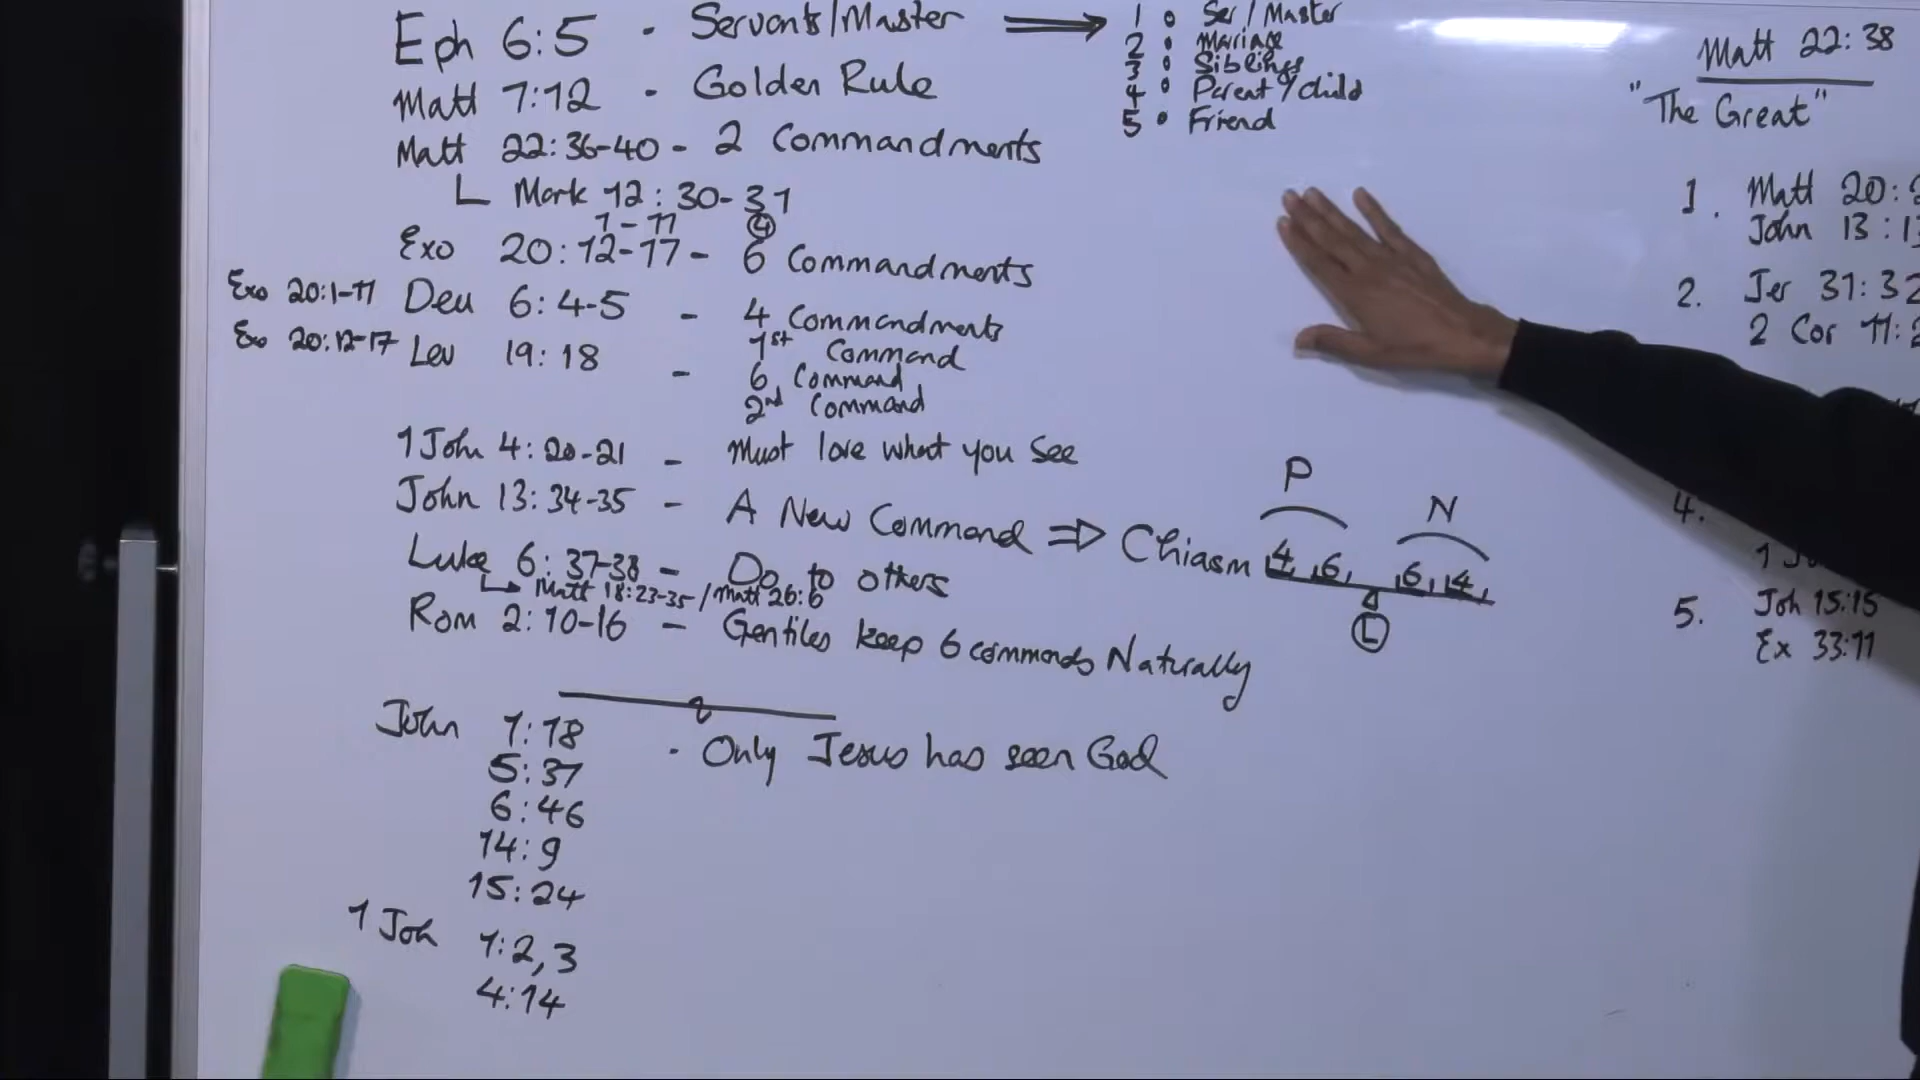 Eph 6:5 - Servants/Master ⟹
Matt 7:12 - Golden Rule
Matt 22:36-40 - 2 Commandments
Mark 12:30-31
1-11 ④
Exo 20:12-17 - 6 Commandments
Exo 20:1-11 Deu 6:4-5 - 4 Commandments
1st Command
Exo 20:12-17 Lev 19:18 - 6 Command
2nd Command
1 John 4:20-21 - Must love what you see
John 13:34-35 - A New Command ⇒ Chiasm 4, 6, 6, 4,
P
N
L
Luke 6:37-38 - Do to others
Matt 18:23-35 / Matt 26:6
Rom 2:10-16 - Gentiles keep 6 commands Naturally
John 1:18 - Only Jesus has seen God
5:37
6:46
14:9
15:24
1 Joh 1:2,3
4:14
1 • Ser/Master
2 • Mariage
3 • Siblings
4 • Parent/child
5 • Friend
Matt 22:38
"The Great"
1. Matt 20:
John 13:
2. Jer 31:32
2 Cor 11:
4.
5. Joh 15:15
Ex 33:11